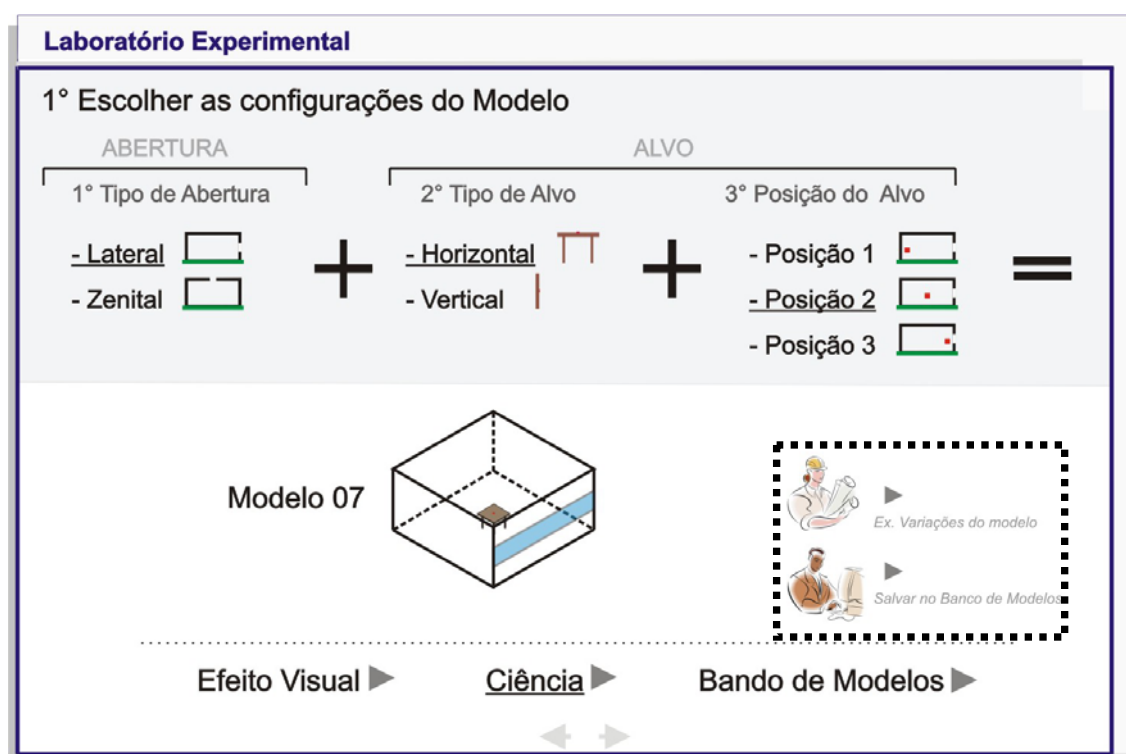 Laboratório Experimental
1° Escolher as configurações do Modelo
ABERTURA
ALVO
1° Tipo de Abertura
2° Tipo de Alvo
3° Posição do Alvo
- Lateral
- Zenital
+
- Horizontal
- Vertical
+
- Posição 1
- Posição 2
- Posição 3
=
Modelo 07
Ex. Variações do modelo
Salvar no Banco de Modelos
Efeito Visual
Ciência
Bando de Modelos